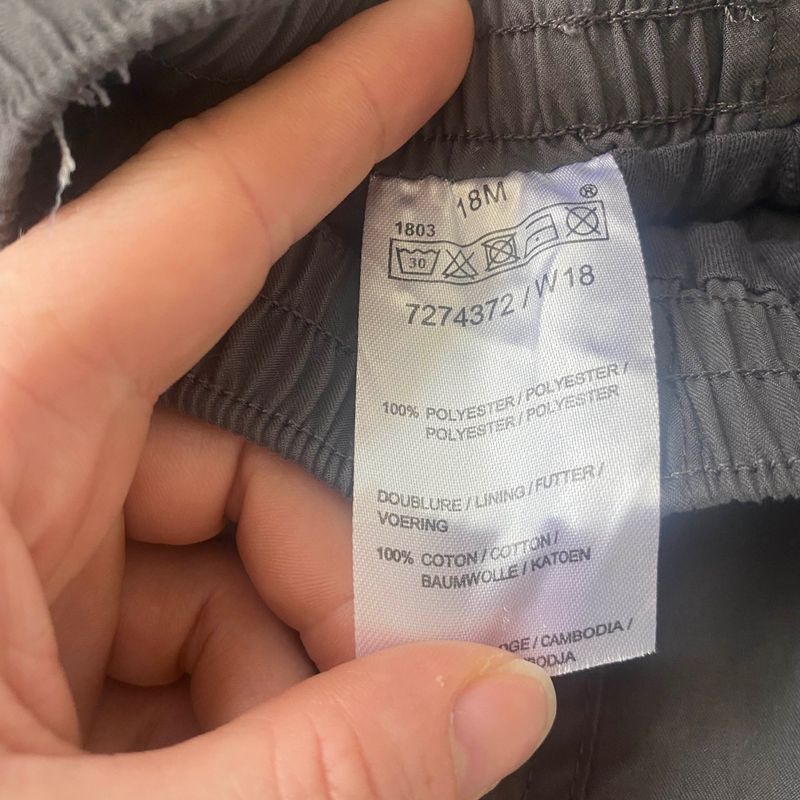 18M
®
1803
30
7274372 / W18
100% POLYESTER / POLYESTER /
POLYESTER / POLYESTER
DOUBLURE / LINING / FUTTER /
VOERING
100% COTON / COTTON /
BAUMWOLLE / KATOEN
/ CAMBODIA /